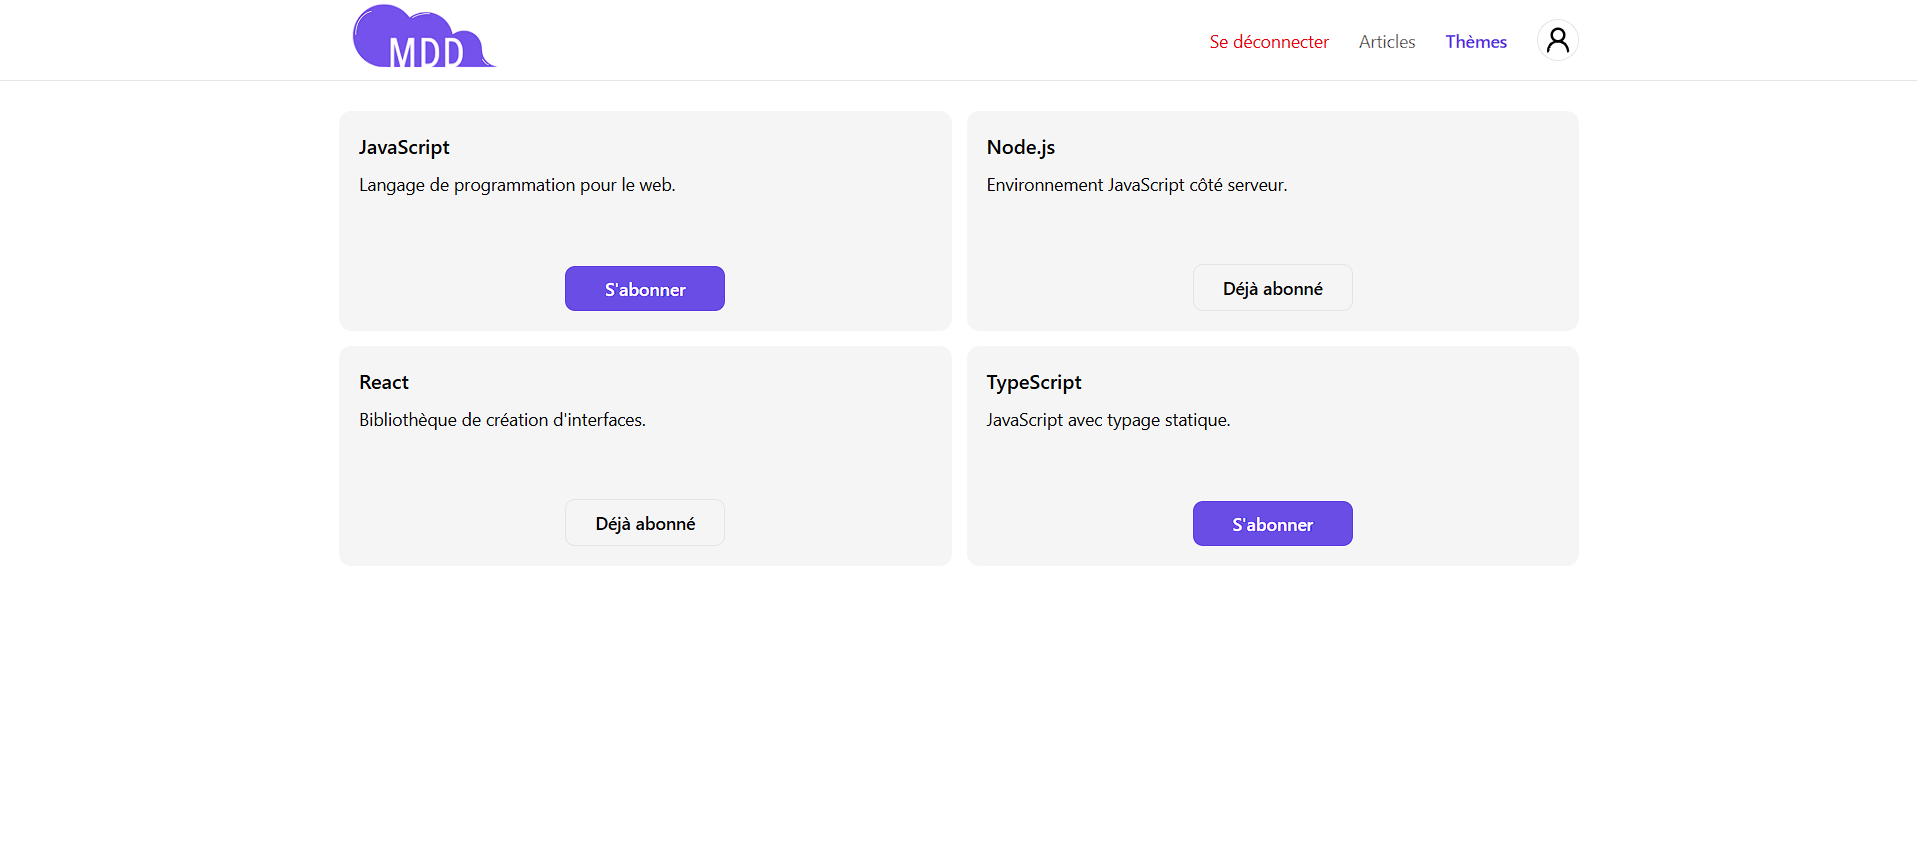 MDD
Se déconnecter
Articles
Thèmes
JavaScript
Langage de programmation pour le web.
S'abonner
Node.js
Environnement JavaScript côté serveur.
Déjà abonné
React
Bibliothèque de création d'interfaces.
Déjà abonné
TypeScript
JavaScript avec typage statique.
S'abonner